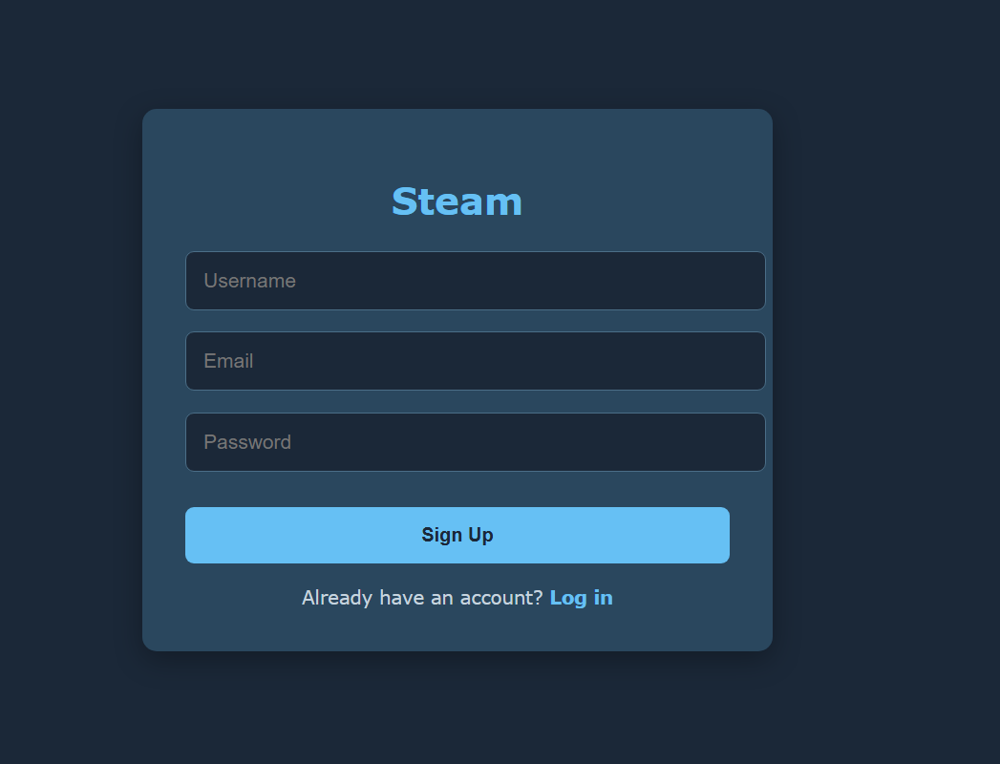 Steam
Username
Email
Password
Sign Up
Already have an account? Log in